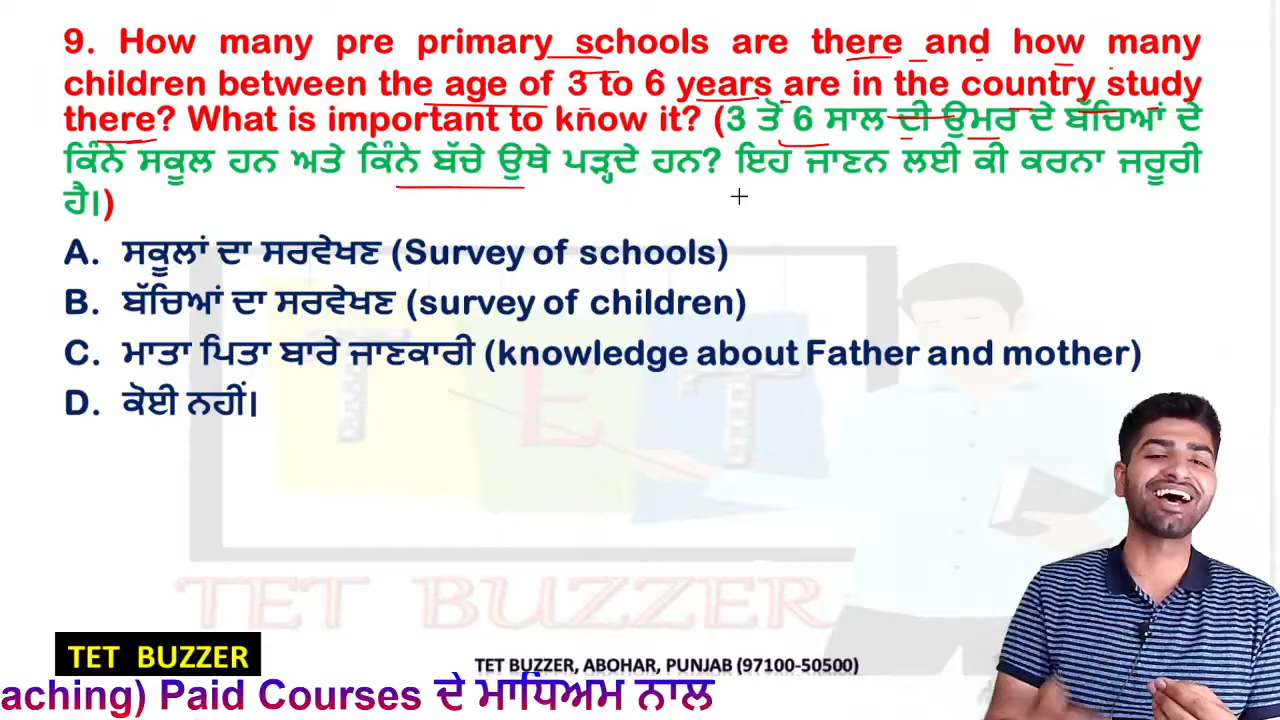 9. How many pre primary schools are there and how many
children between the age of 3 to 6 years are in the country study
there? What is important to know it? (3 ਤੋਂ 6 ਸਾਲ ਦੀ ਉਮਰ ਦੇ ਬੱਚਿਆਂ ਦੇ
ਕਿੰਨੇ ਸਕੂਲ ਹਨ ਅਤੇ ਕਿੰਨੇ ਬੱਚੇ ਉਥੇ ਪੜ੍ਹਦੇ ਹਨ? ਇਹ ਜਾਣਨ ਲਈ ਕੀ ਕਰਨਾ ਜਰੂਰੀ
ਹੈ।)
A. ਸਕੂਲਾਂ ਦਾ ਸਰਵੇਖਣ (Survey of schools)
B. ਬੱਚਿਆਂ ਦਾ ਸਰਵੇਖਣ (survey of children)
C. ਮਾਤਾ ਪਿਤਾ ਬਾਰੇ ਜਾਣਕਾਰੀ (knowledge about Father and mother)
D. ਕੋਈ ਨਹੀਂ।
T E T
TET BUZZER
TET BUZZER
TET BUZZER, ABOHAR, PUNJAB (97100-50500)
aching) Paid Courses ਦੇ ਮਾਧਿਅਮ ਨਾਲ